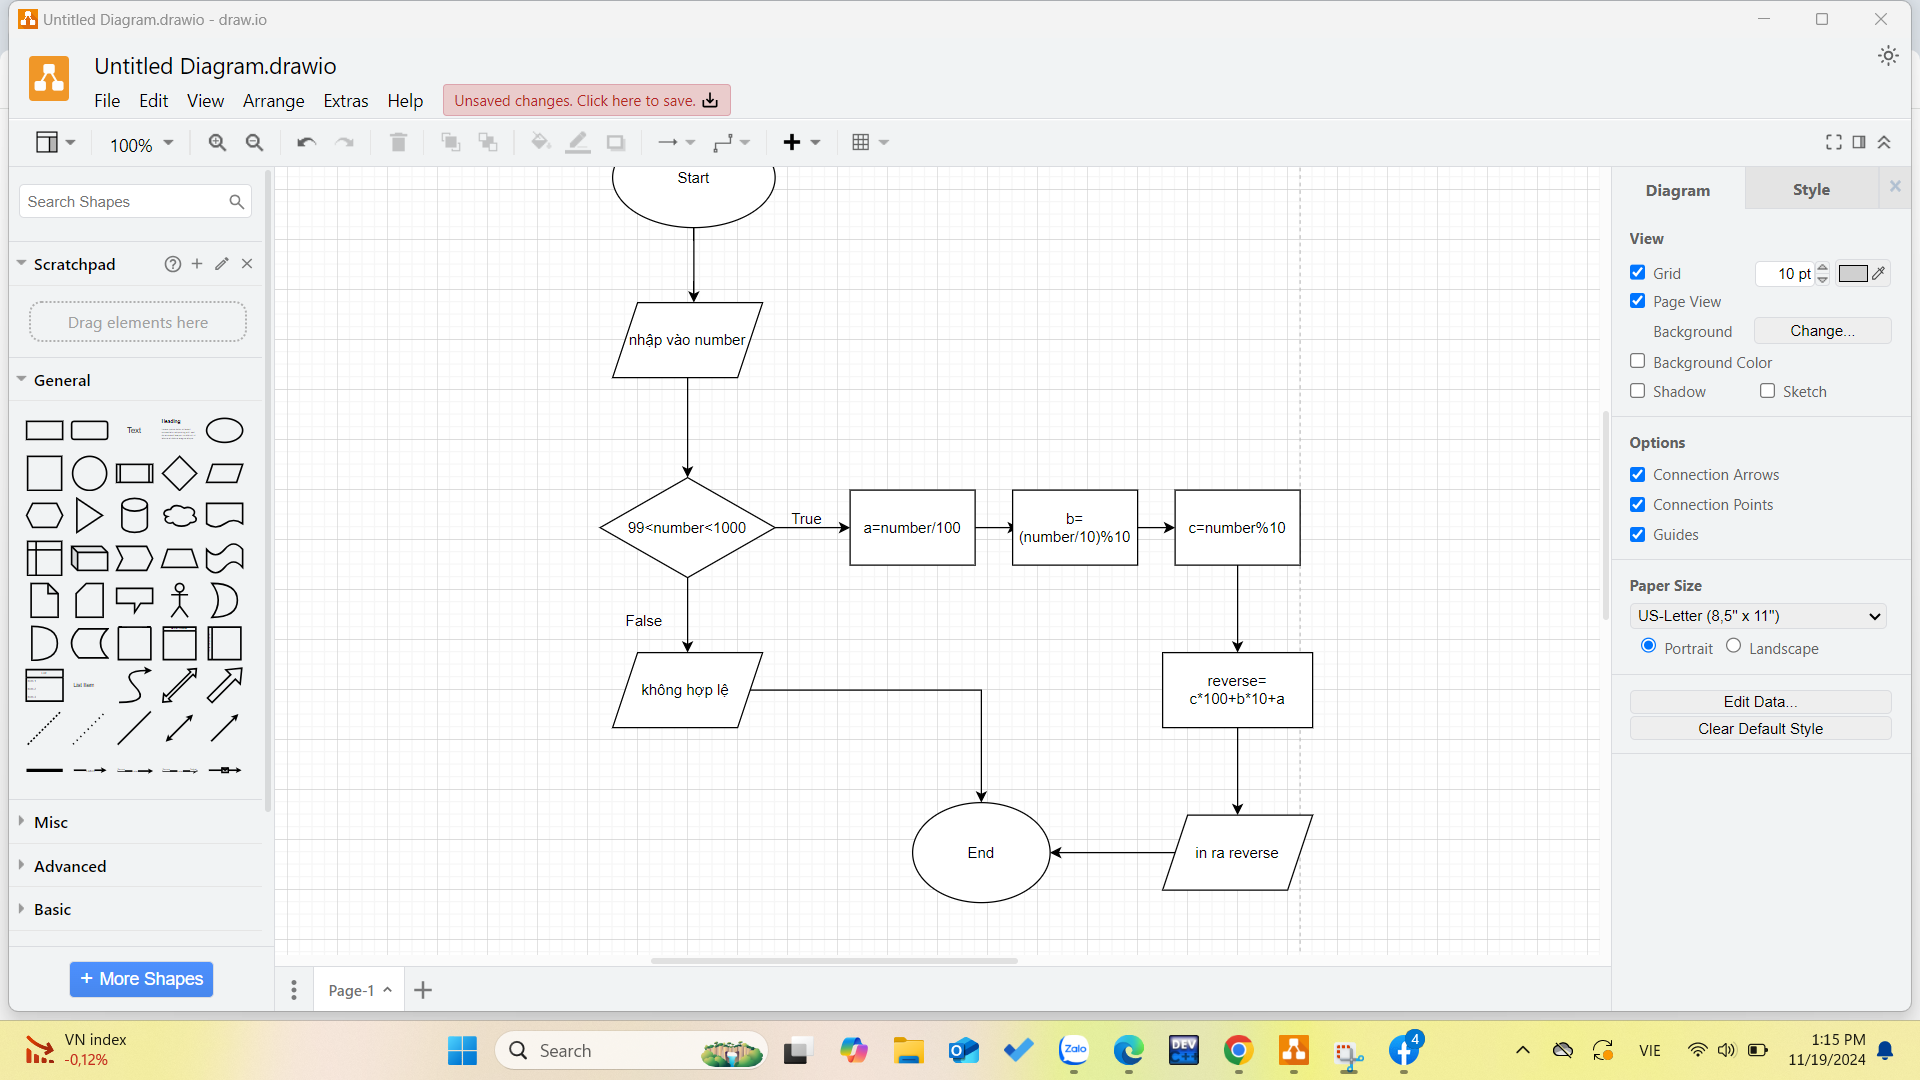 Untitled Diagram.drawio - draw.io
Untitled Diagram.drawio
File Edit View Arrange Extras Help
Unsaved changes. Click here to save.
100%
Search Shapes
Scratchpad
Drag elements here
General
Text
Heading
List Item
Misc
Advanced
Basic
+ More Shapes
Start
nhập vào number
99<number<1000
True
a=number/100
b=
(number/10)%10
c=number%10
False
không hợp lệ
reverse=
c*100+b*10+a
End
in ra reverse
Page-1
Diagram
Style
View
Grid
10 pt
Page View
Background
Change...
Background Color
Shadow
Sketch
Options
Connection Arrows
Connection Points
Guides
Paper Size
US-Letter (8,5" x 11")
Portrait
Landscape
Edit Data...
Clear Default Style
VN index
-0,12%
Search
Zalo
DEV
C++
4
VIE
1:15 PM
11/19/2024